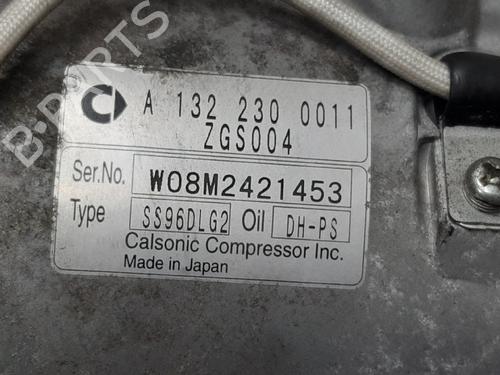 A 132 230 0011
ZGS004
Ser.No. W08M2421453
Type SS96DLG2 Oil DH-PS
Calsonic Compressor Inc.
Made in Japan
B-PARTS